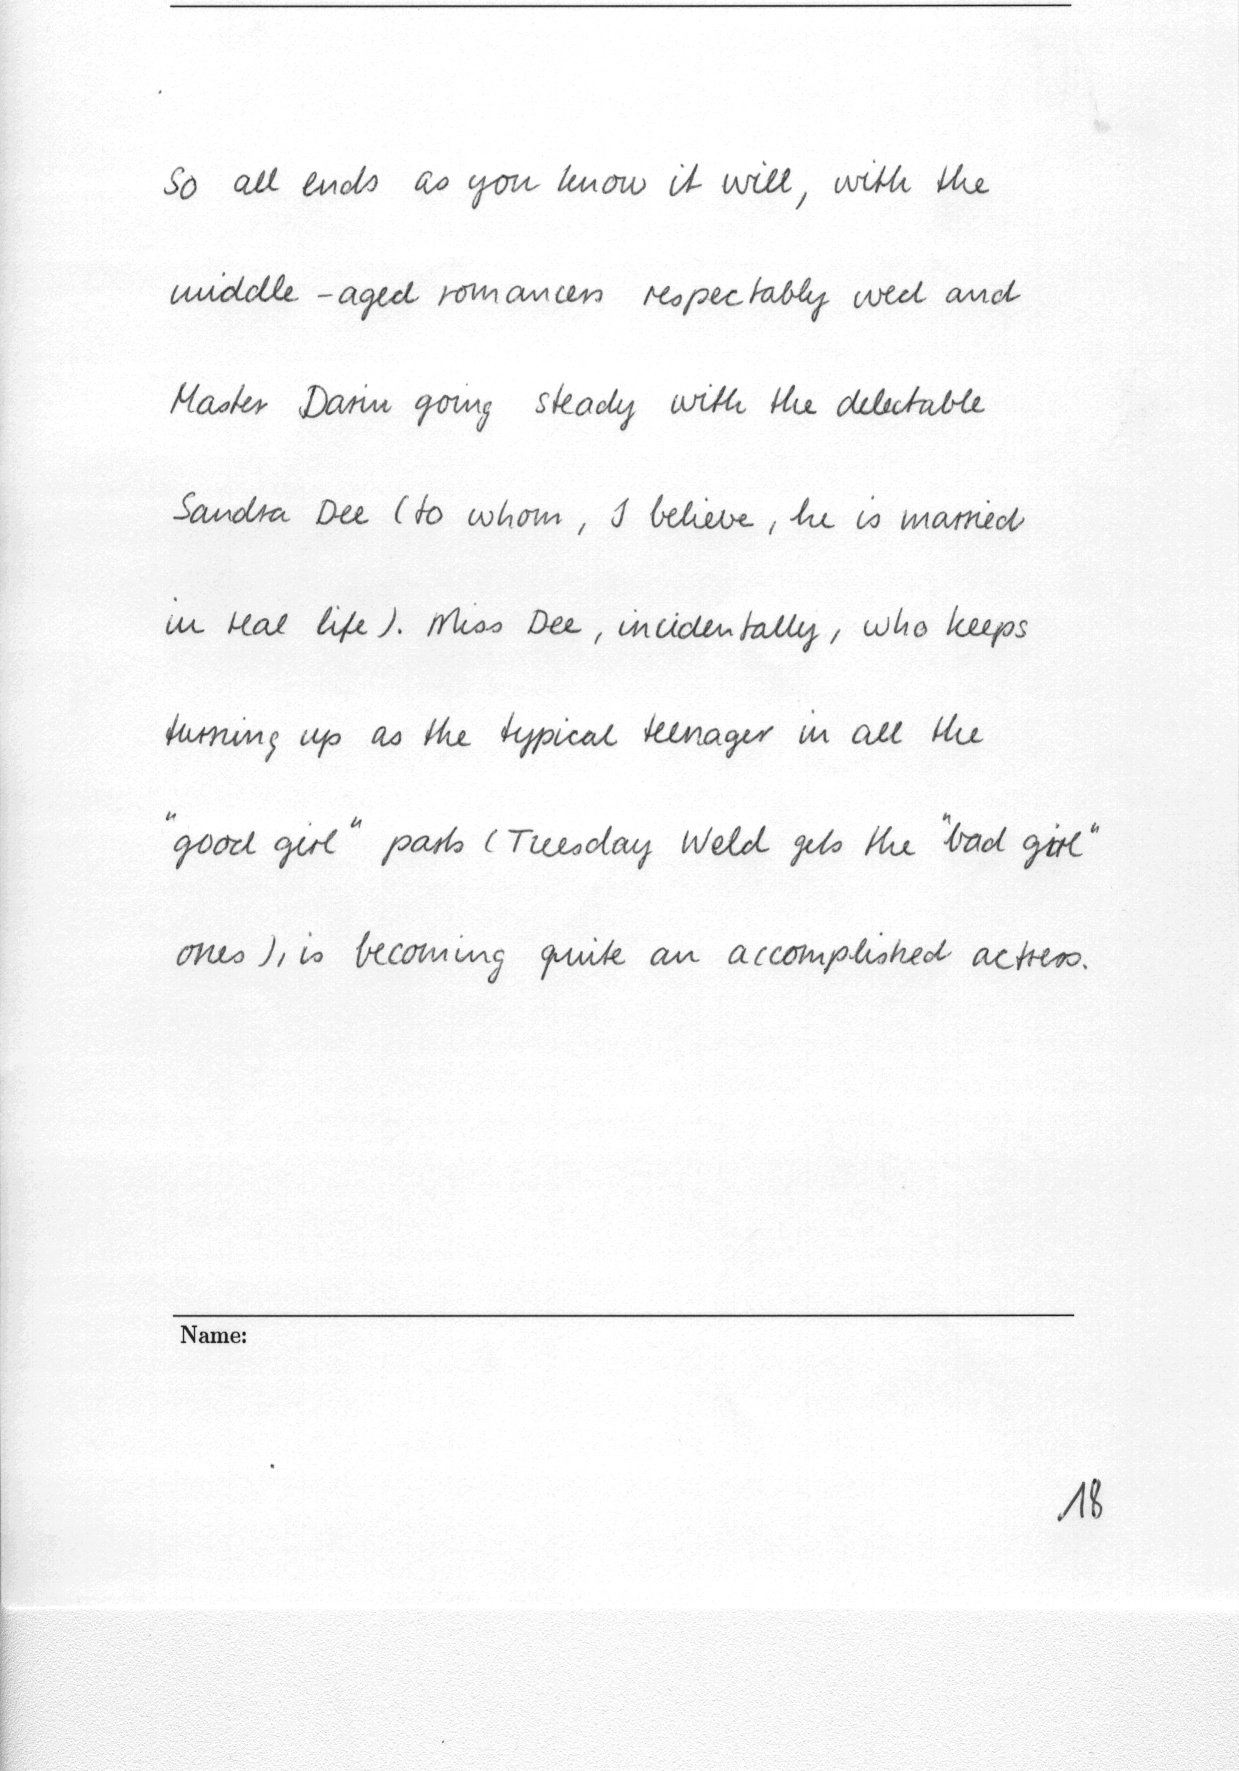 So all ends as you know it will, with the
middle-aged romancers respectably wed and
Master Darin going steady with the delectable
Sandra Dee (to whom, I believe, he is married
in real life). Miss Dee, incidentally, who keeps
turning up as the typical teenager in all the
"good girl" parts (Tuesday Weld gets the "bad girl"
ones), is becoming quite an accomplished actress.
Name:
18